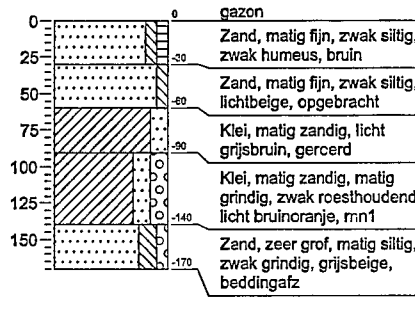 0
gazon
0
Zand, matig fijn, zwak siltig,
zwak humeus, bruin
25
-30
Zand, matig fijn, zwak siltig,
lichtbeige, opgebracht
50
-60
75
Klei, matig zandig, licht
grijsbruin, gercerd
-90
100
Klei, matig zandig, matig
grindig, zwak roesthoudend
licht bruinoranje, mn1
125
-140
150
Zand, zeer grof, matig siltig,
zwak grindig, grijsbeige,
beddingafz
-170